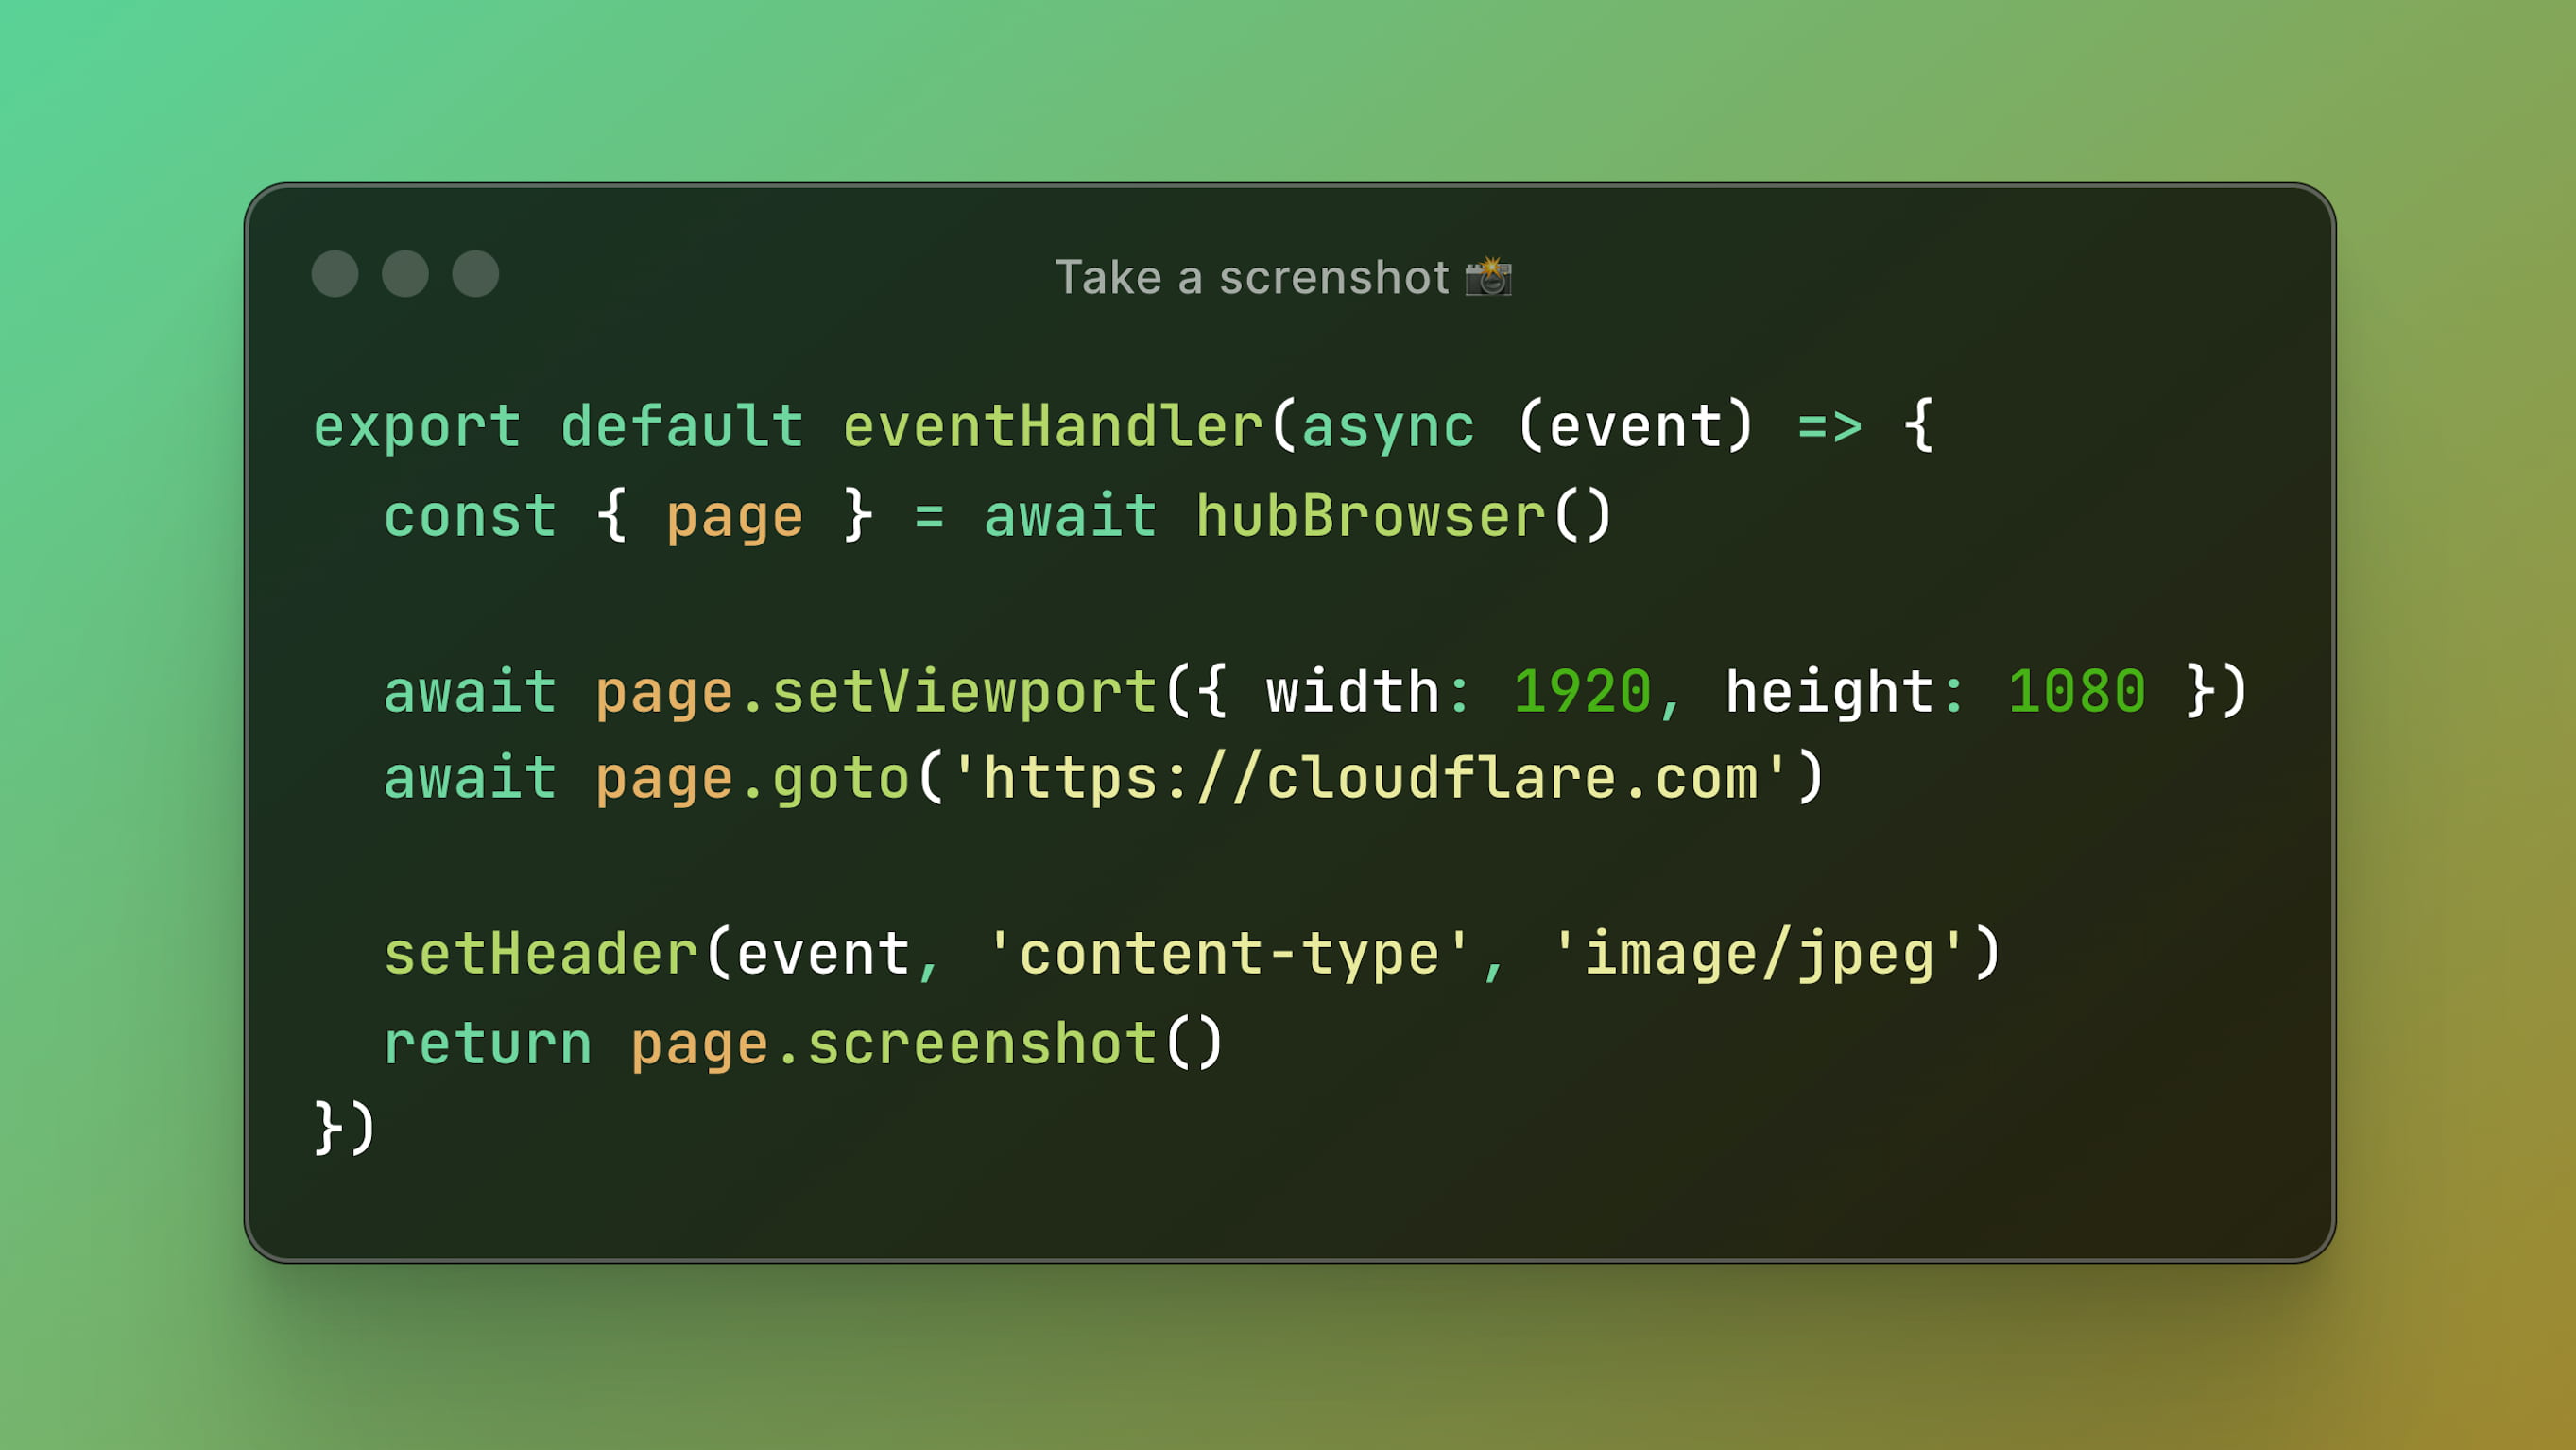 Take a screnshot 📸
export default eventHandler(async (event) => {
  const { page } = await hubBrowser()

  await page.setViewport({ width: 1920, height: 1080 })
  await page.goto('https://cloudflare.com')

  setHeader(event, 'content-type', 'image/jpeg')
  return page.screenshot()
})